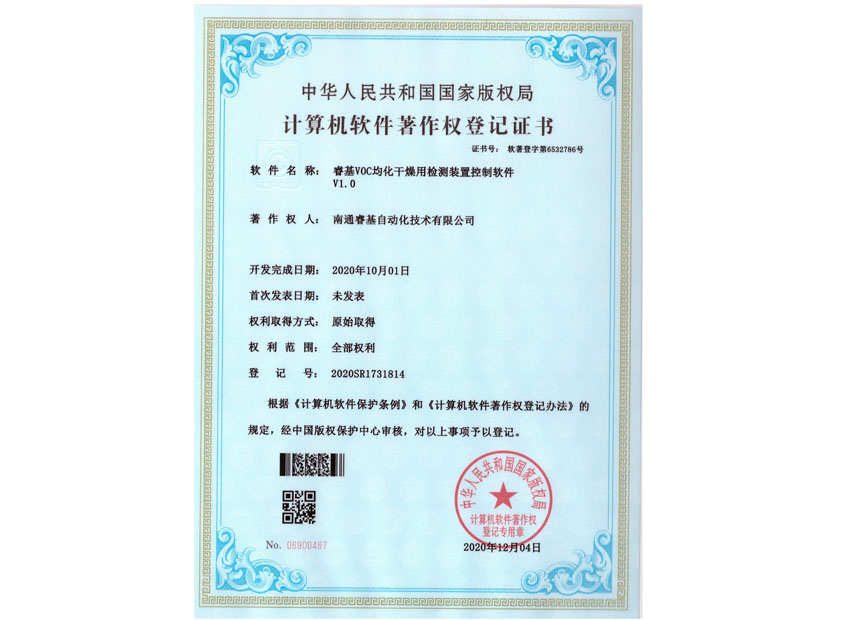 中华人民共和国国家版权局
计算机软件著作权登记证书
证书号： 软著登字第6532786号
软 件 名 称： 睿基VOC均化干燥用检测装置控制软件
V1.0
著 作 权 人： 南通睿基自动化技术有限公司
开发完成日期： 2020年10月01日
首次发表日期： 未发表
权利取得方式： 原始取得
权 利 范 围： 全部权利
登 记 号： 2020SR1731814
根据《计算机软件保护条例》和《计算机软件著作权登记办法》的
规定，经中国版权保护中心审核，对以上事项予以登记。
中华人民共和国国家版权局
计算机软件著作权
登记专用章
No. 06900487
2020年12月04日